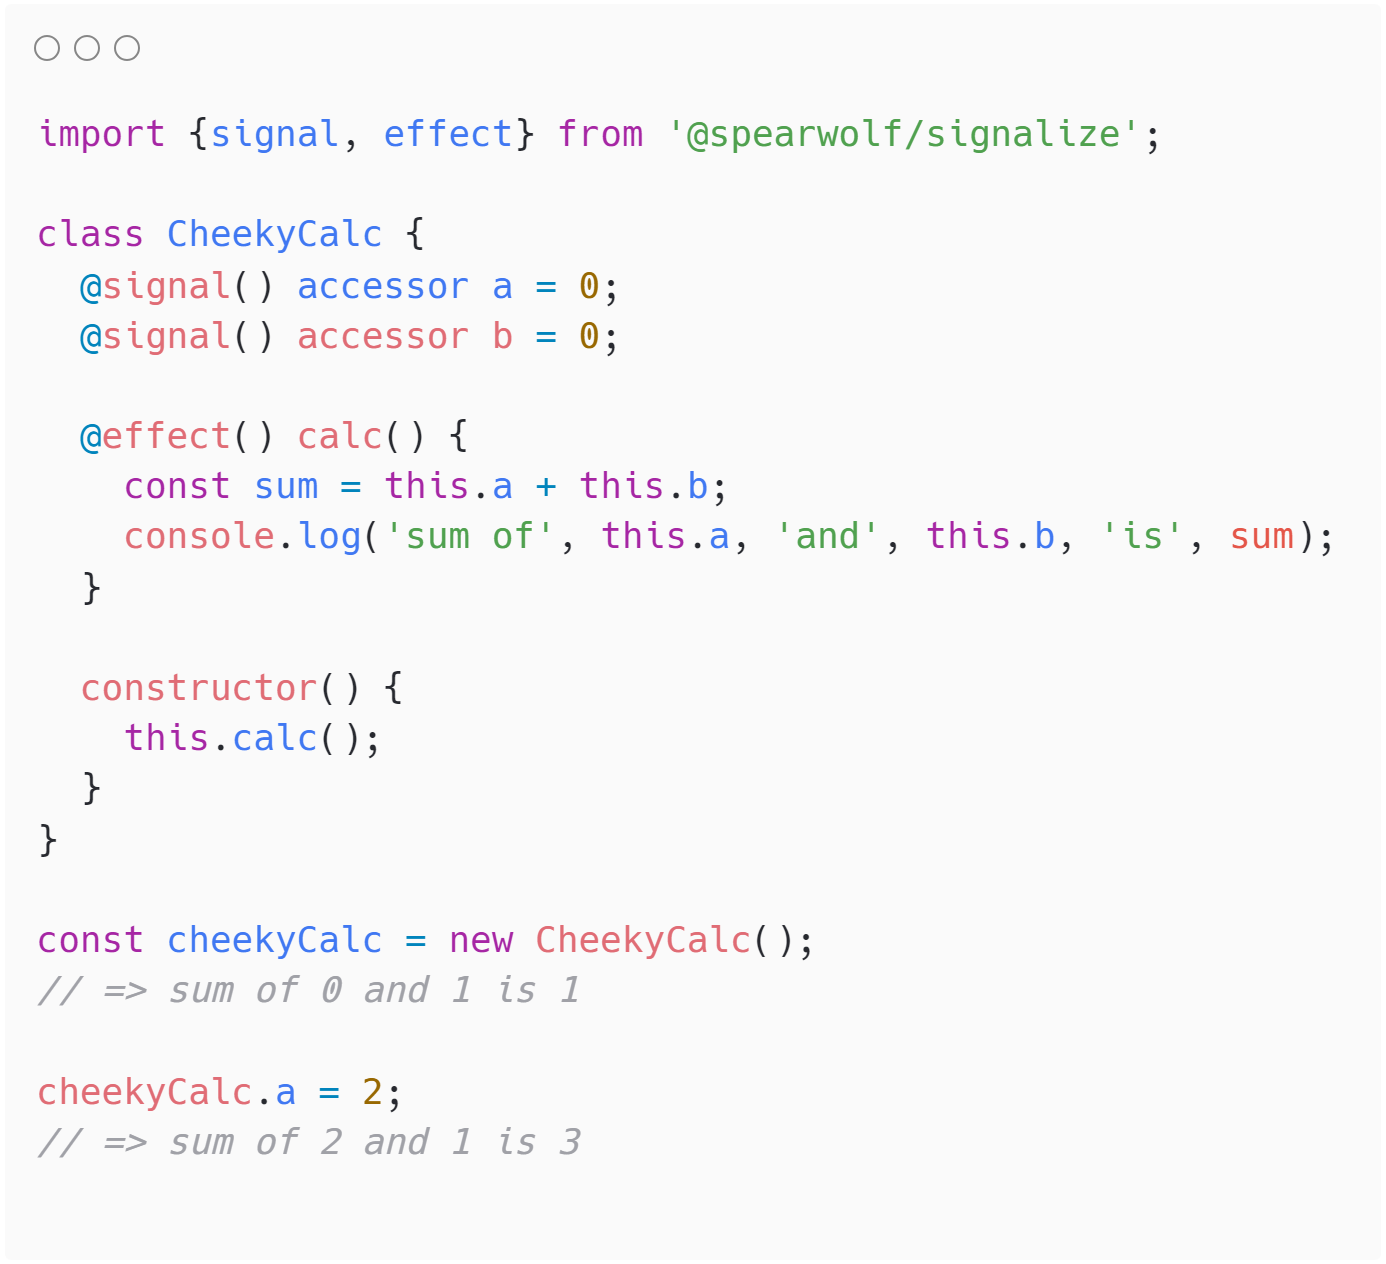 import {signal, effect} from '@spearwolf/signalize';

class CheekyCalc {
  @signal() accessor a = 0;
  @signal() accessor b = 0;

  @effect() calc() {
    const sum = this.a + this.b;
    console.log('sum of', this.a, 'and', this.b, 'is', sum);
  }

  constructor() {
    this.calc();
  }
}

const cheekyCalc = new CheekyCalc();
// => sum of 0 and 1 is 1

cheekyCalc.a = 2;
// => sum of 2 and 1 is 3